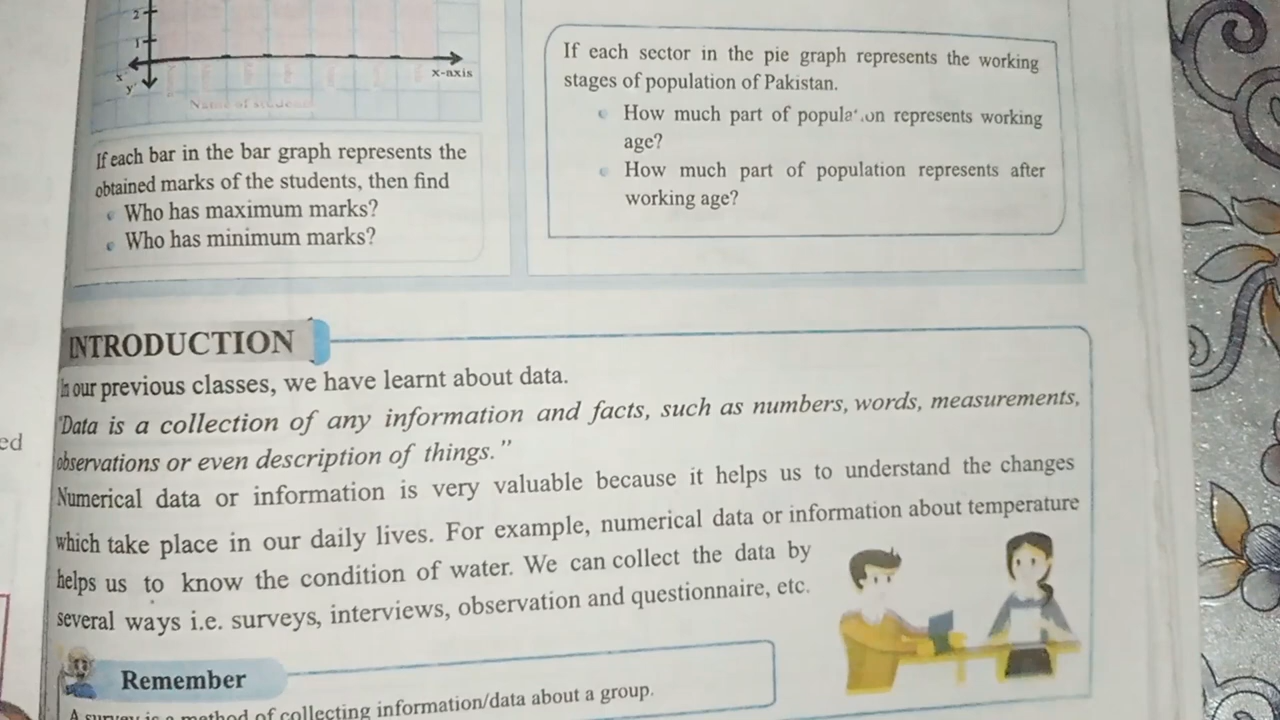 2
1
x'
x-axis
y'
Name of student
If each bar in the bar graph represents the
obtained marks of the students, then find
Who has maximum marks?
Who has minimum marks?
If each sector in the pie graph represents the working
stages of population of Pakistan.
How much part of population represents working
age?
How much part of population represents after
working age?
ed
INTRODUCTION
In our previous classes, we have learnt about data.
"Data is a collection of any information and facts, such as numbers, words, measurements,
observations or even description of things."
Numerical data or information is very valuable because it helps us to understand the changes
which take place in our daily lives. For example, numerical data or information about temperature
helps us to know the condition of water. We can collect the data by
several ways i.e. surveys, interviews, observation and questionnaire, etc.
Remember
A survey is a method of collecting information/data about a group.